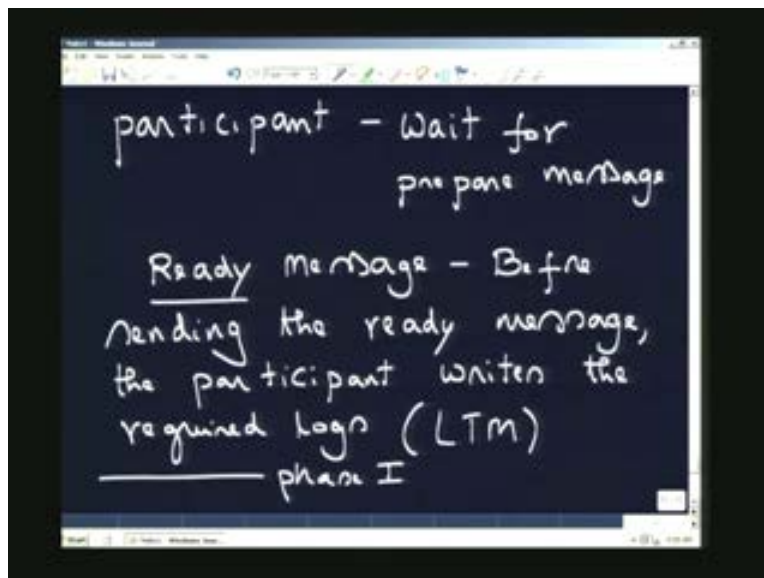 participant - Wait for
prepare message
Ready message - Before
sending the ready message,
the participant writes the
required logs (LTM)
phase I